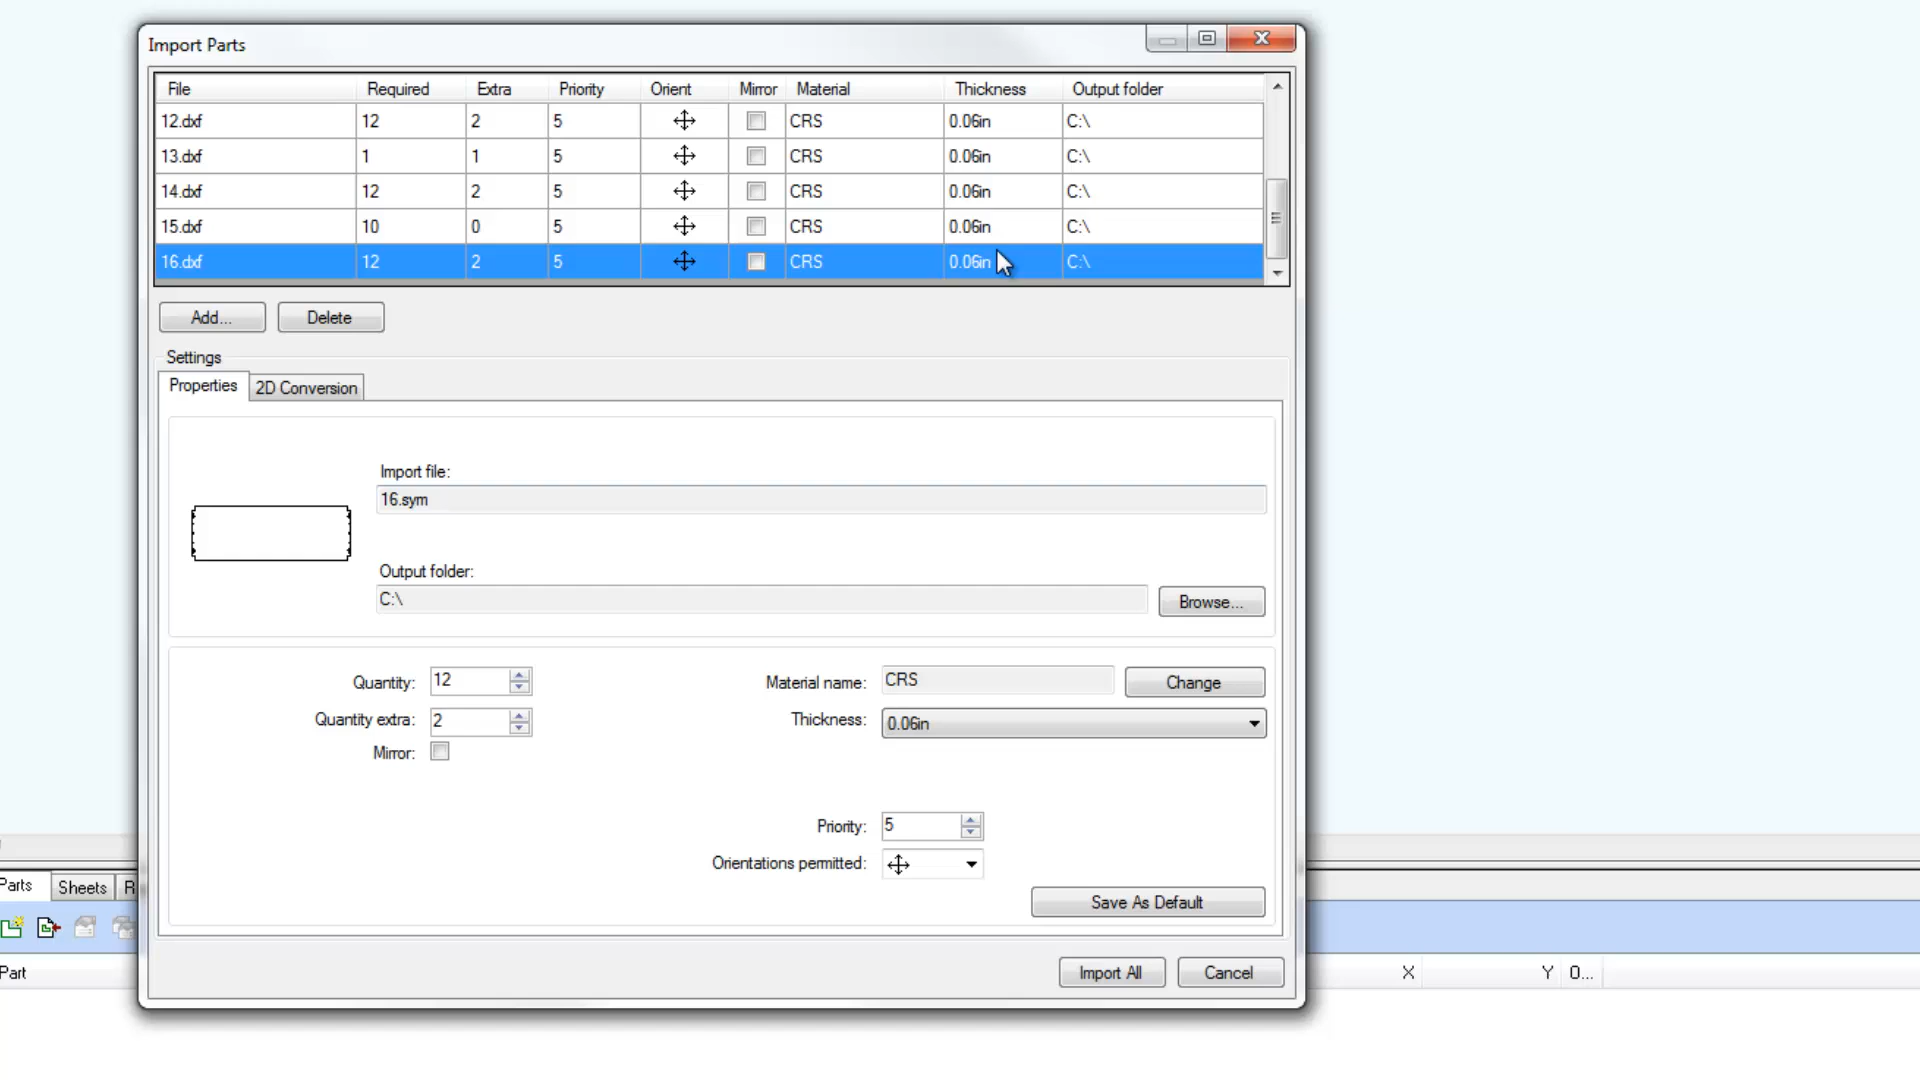 Import Parts
File Required Extra Priority Orient Mirror Material Thickness Output folder
12.dxf 12 2 5 CRS 0.06in C:\
13.dxf 1 1 5 CRS 0.06in C:\
14.dxf 12 2 5 CRS 0.06in C:\
15.dxf 10 0 5 CRS 0.06in C:\
16.dxf 12 2 5 CRS 0.06in C:\
Add... Delete
Settings
Properties 2D Conversion
Import file:
16.sym
Output folder:
C:\ Browse...
Quantity: 12 Material name: CRS Change
Quantity extra: 2 Thickness: 0.06in
Mirror:
Priority: 5
Orientations permitted:
Parts Sheets R
Save As Default
Import All Cancel
Part X Y O...